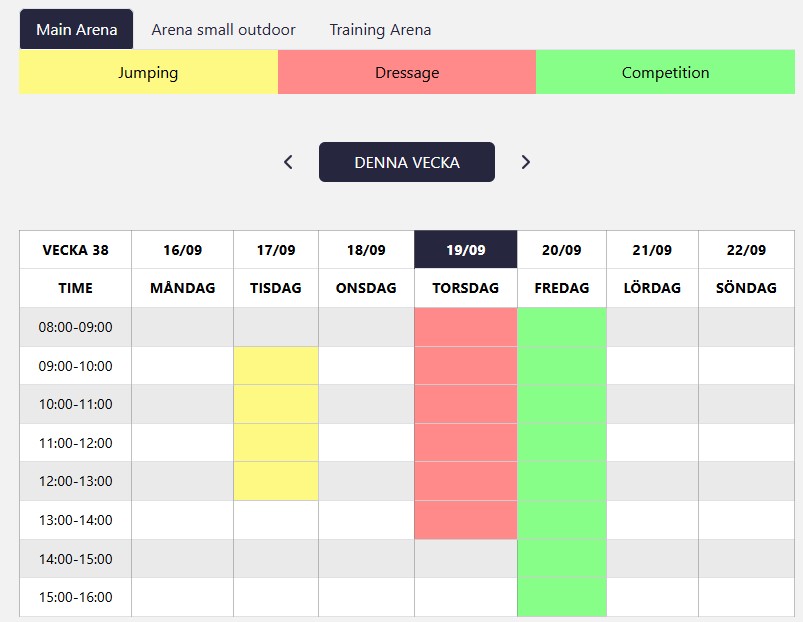 Main Arena Arena small outdoor Training Arena
Jumping Dressage Competition
DENNA VECKA
VECKA 38 16/09 17/09 18/09 19/09 20/09 21/09 22/09
TIME MÅNDAG TISDAG ONSDAG TORSDAG FREDAG LÖRDAG SÖNDAG
08:00-09:00
09:00-10:00
10:00-11:00
11:00-12:00
12:00-13:00
13:00-14:00
14:00-15:00
15:00-16:00